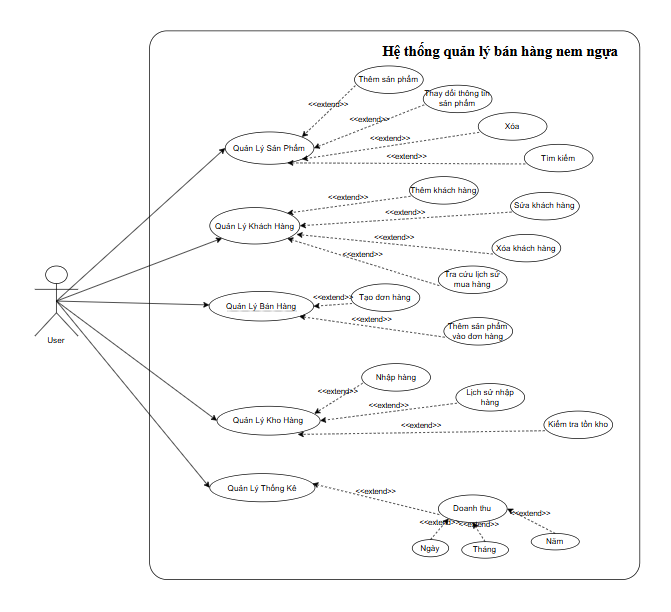 Hệ thống quản lý bán hàng nem ngựa
Thêm sản phẩm
<<extend>>
Thay đổi thông tin
sản phẩm
<<extend>>
Xóa
<<extend>>
Quản Lý Sản Phẩm
<<extend>>
Tìm kiếm
Thêm khách hàng
<<extend>>
Sửa khách hàng
<<extend>>
Quản Lý Khách Hàng
<<extend>>
Xóa khách hàng
<<extend>>
Tra cứu lịch sử
mua hàng
<<extend>>
Tạo đơn hàng
Quản Lý Bán Hàng
<<extend>>
Thêm sản phẩm
vào đơn hàng
User
Nhập hàng
<<extend>>
Lịch sử nhập
hàng
<<extend>>
Quản Lý Kho Hàng
<<extend>>
Kiểm tra tồn kho
Quản Lý Thống Kê
<<extend>>
Doanh thu
<<extend>>
<<extend>>
<<extend>>
Ngày
Tháng
Năm